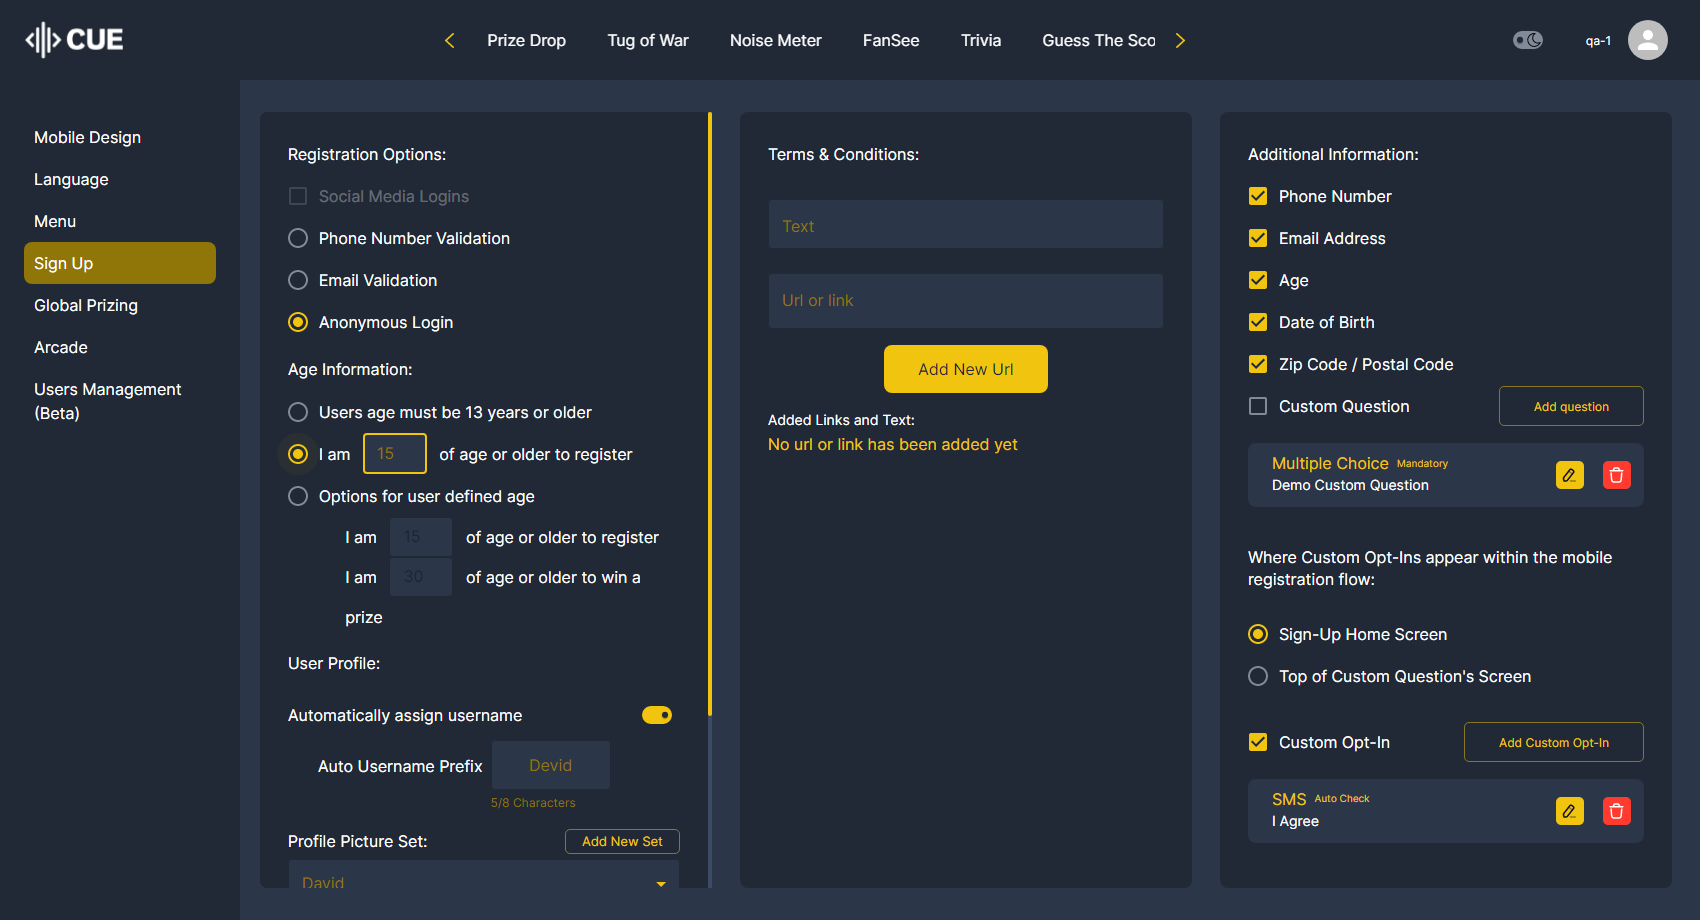 CUE
Prize Drop
Tug of War
Noise Meter
FanSee
Trivia
Guess The Sco
qa-1
Mobile Design
Language
Menu
Sign Up
Global Prizing
Arcade
Users Management
(Beta)
Registration Options:
Social Media Logins
Phone Number Validation
Email Validation
Anonymous Login
Age Information:
Users age must be 13 years or older
I am 15 of age or older to register
Options for user defined age
I am 15 of age or older to register
I am 30 of age or older to win a
prize
User Profile:
Automatically assign username
Auto Username Prefix Devid
5/8 Characters
Profile Picture Set: Add New Set
David
Terms & Conditions:
Text
Url or link
Add New Url
Added Links and Text:
No url or link has been added yet
Additional Information:
Phone Number
Email Address
Age
Date of Birth
Zip Code / Postal Code
Custom Question Add question
Multiple Choice Mandatory
Demo Custom Question
Where Custom Opt-Ins appear within the mobile
registration flow:
Sign-Up Home Screen
Top of Custom Question's Screen
Custom Opt-In Add Custom Opt-In
SMS Auto Check
I Agree